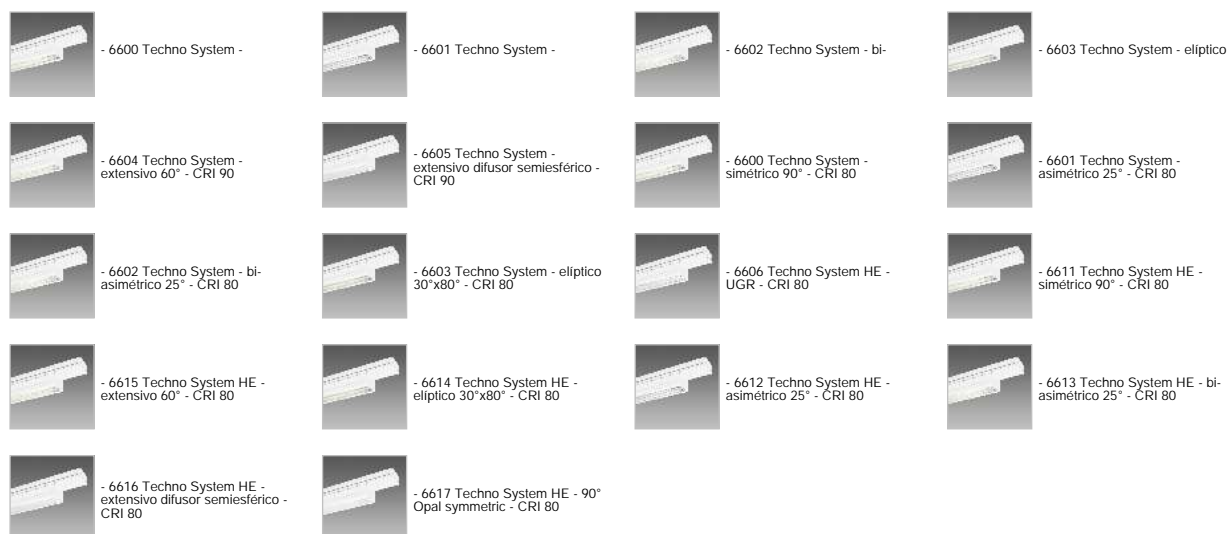 - 6600 Techno System -
- 6601 Techno System -
- 6602 Techno System - bi-
- 6603 Techno System - elíptico
- 6604 Techno System -
extensivo 60° - CRI 90
- 6605 Techno System -
extensivo difusor semiesférico -
CRI 90
- 6600 Techno System -
simétrico 90° - CRI 80
- 6601 Techno System -
asimétrico 25° - CRI 80
- 6602 Techno System - bi-
asimétrico 25° - CRI 80
- 6603 Techno System - elíptico
30°x80° - CRI 80
- 6606 Techno System HE -
UGR - CRI 80
- 6611 Techno System HE -
simétrico 90° - CRI 80
- 6615 Techno System HE -
extensivo 60° - CRI 80
- 6614 Techno System HE -
elíptico 30°x80° - CRI 80
- 6612 Techno System HE -
asimétrico 25° - CRI 80
- 6613 Techno System HE - bi-
asimétrico 25° - CRI 80
- 6616 Techno System HE -
extensivo difusor semiesférico -
CRI 80
- 6617 Techno System HE - 90°
Opal symmetric - CRI 80